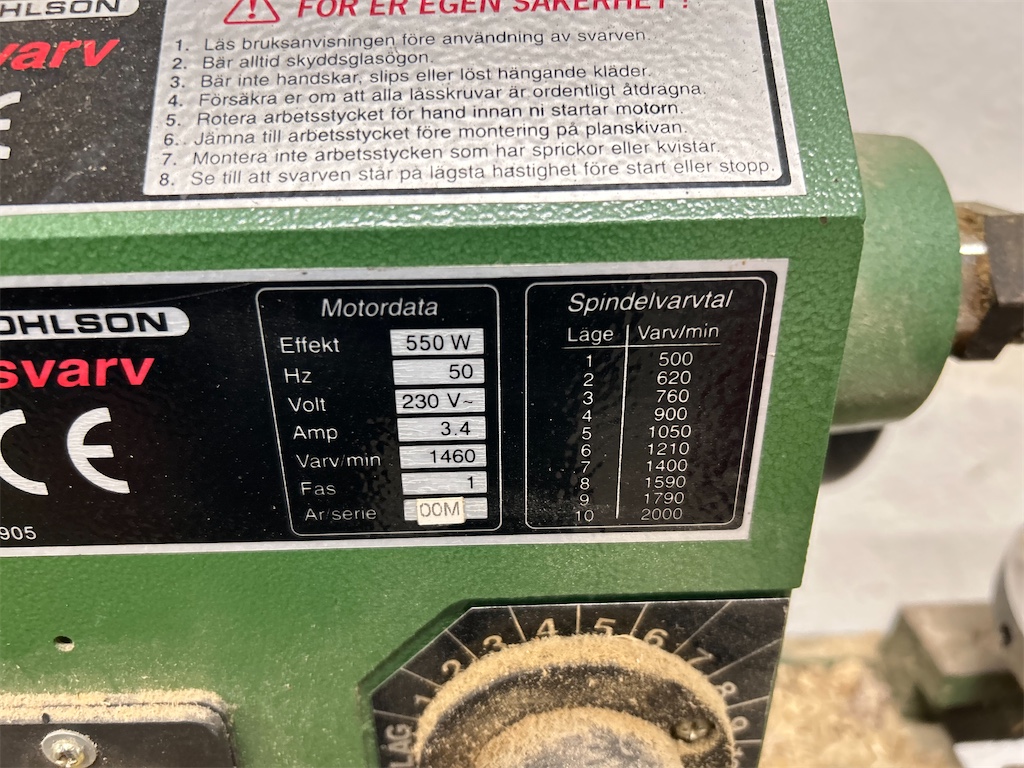 OHLSON
svarv
FÖR ER EGEN SÄKERHET!
1. Läs bruksanvisningen före användning av svarven.
2. Bär alltid skyddsglasögon.
3. Bär inte handskar, slips eller löst hängande kläder.
4. Försäkra er om att alla låsskruvar är ordentligt åtdragna.
5. Rotera arbetsstycket för hand innan ni startar motorn.
6. Jämna till arbetsstycket före montering på planskivan.
7. Montera inte arbetsstycken som har sprickor eller kvistar.
8. Se till att svarven står på lägsta hastighet före start eller stopp.
OHLSON
svarv
CE
905
Motordata
Effekt 550 W
Hz 50
Volt 230 V~
Amp 3.4
Varv/min 1460
Fas 1
År/serie OOM
Spindelvarvtal
Läge Varv/min
1 500
2 620
3 760
4 900
5 1050
6 1210
7 1400
8 1590
9 1790
10 2000
LÅG 1 2 3 4 5 6 7 8 9